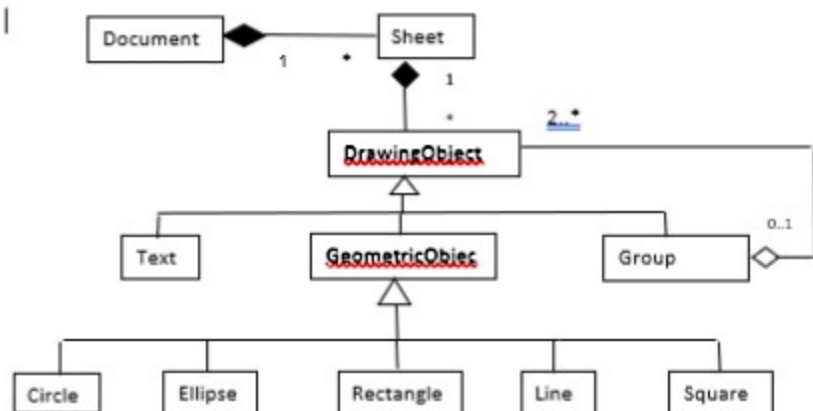 Document
Sheet
1
*
1
*
2..*
DrawingObject
0..1
Text
GeometricObjec
Group
Circle
Ellipse
Rectangle
Line
Square